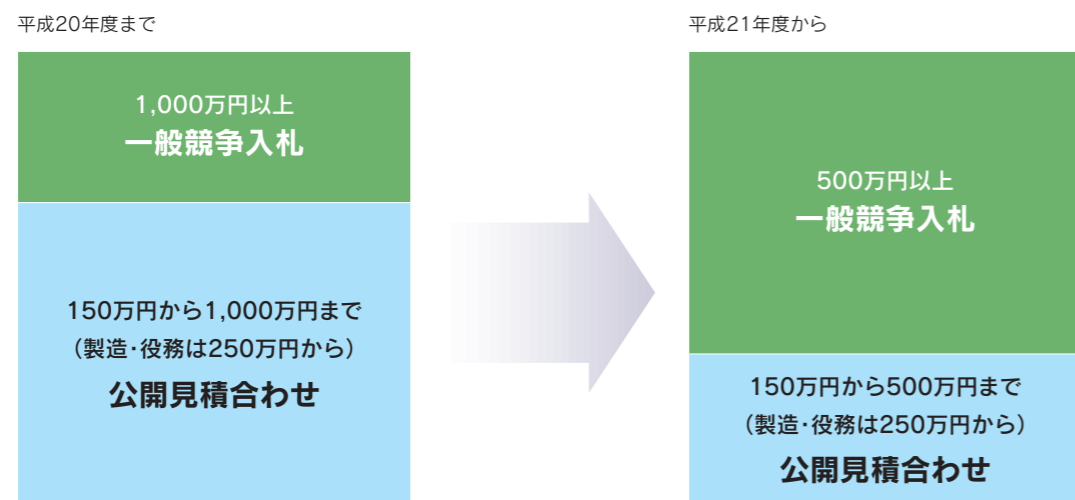 平成20年度まで
1,000万円以上
一般競争入札
150万円から1,000万円まで
（製造・役務は250万円から）
公開見積合わせ
平成21年度から
500万円以上
一般競争入札
150万円から500万円まで
（製造・役務は250万円から）
公開見積合わせ